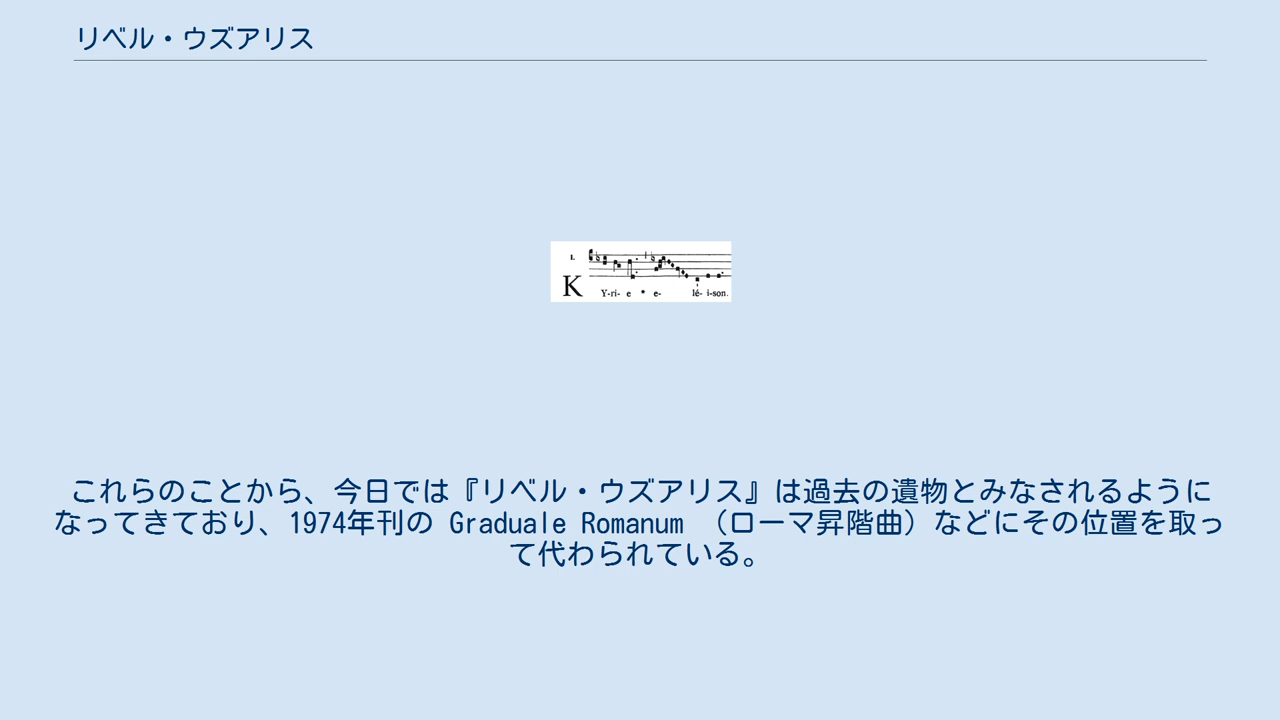 リベル・ウズアリス
I.
K Y-ri- e * e- lé- i-son.
これらのことから、今日では『リベル・ウズアリス』は過去の遺物とみなされるように
なってきており、1974年刊の Graduale Romanum （ローマ昇階曲）などにその位置を取っ
て代わられている。